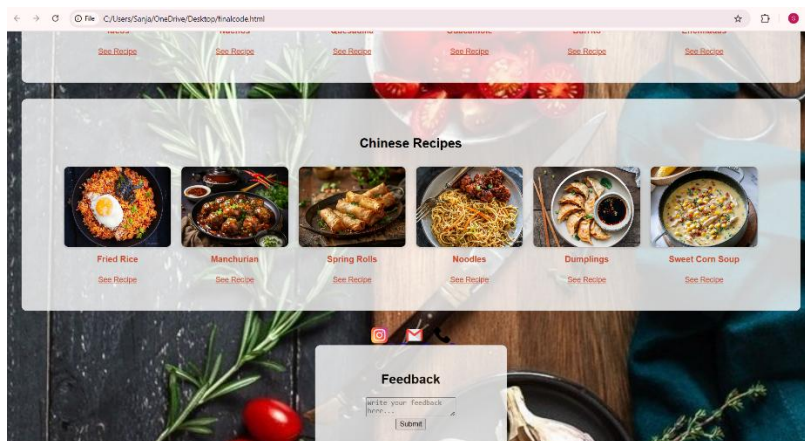 File C:/Users/Sanja/OneDrive/Desktop/finalcode.html
See Recipe See Recipe See Recipe See Recipe See Recipe See Recipe
Chinese Recipes
Fried Rice Manchurian Spring Rolls Noodles Dumplings Sweet Corn Soup
See Recipe See Recipe See Recipe See Recipe See Recipe See Recipe
Feedback
write your feedback
here...
Submit